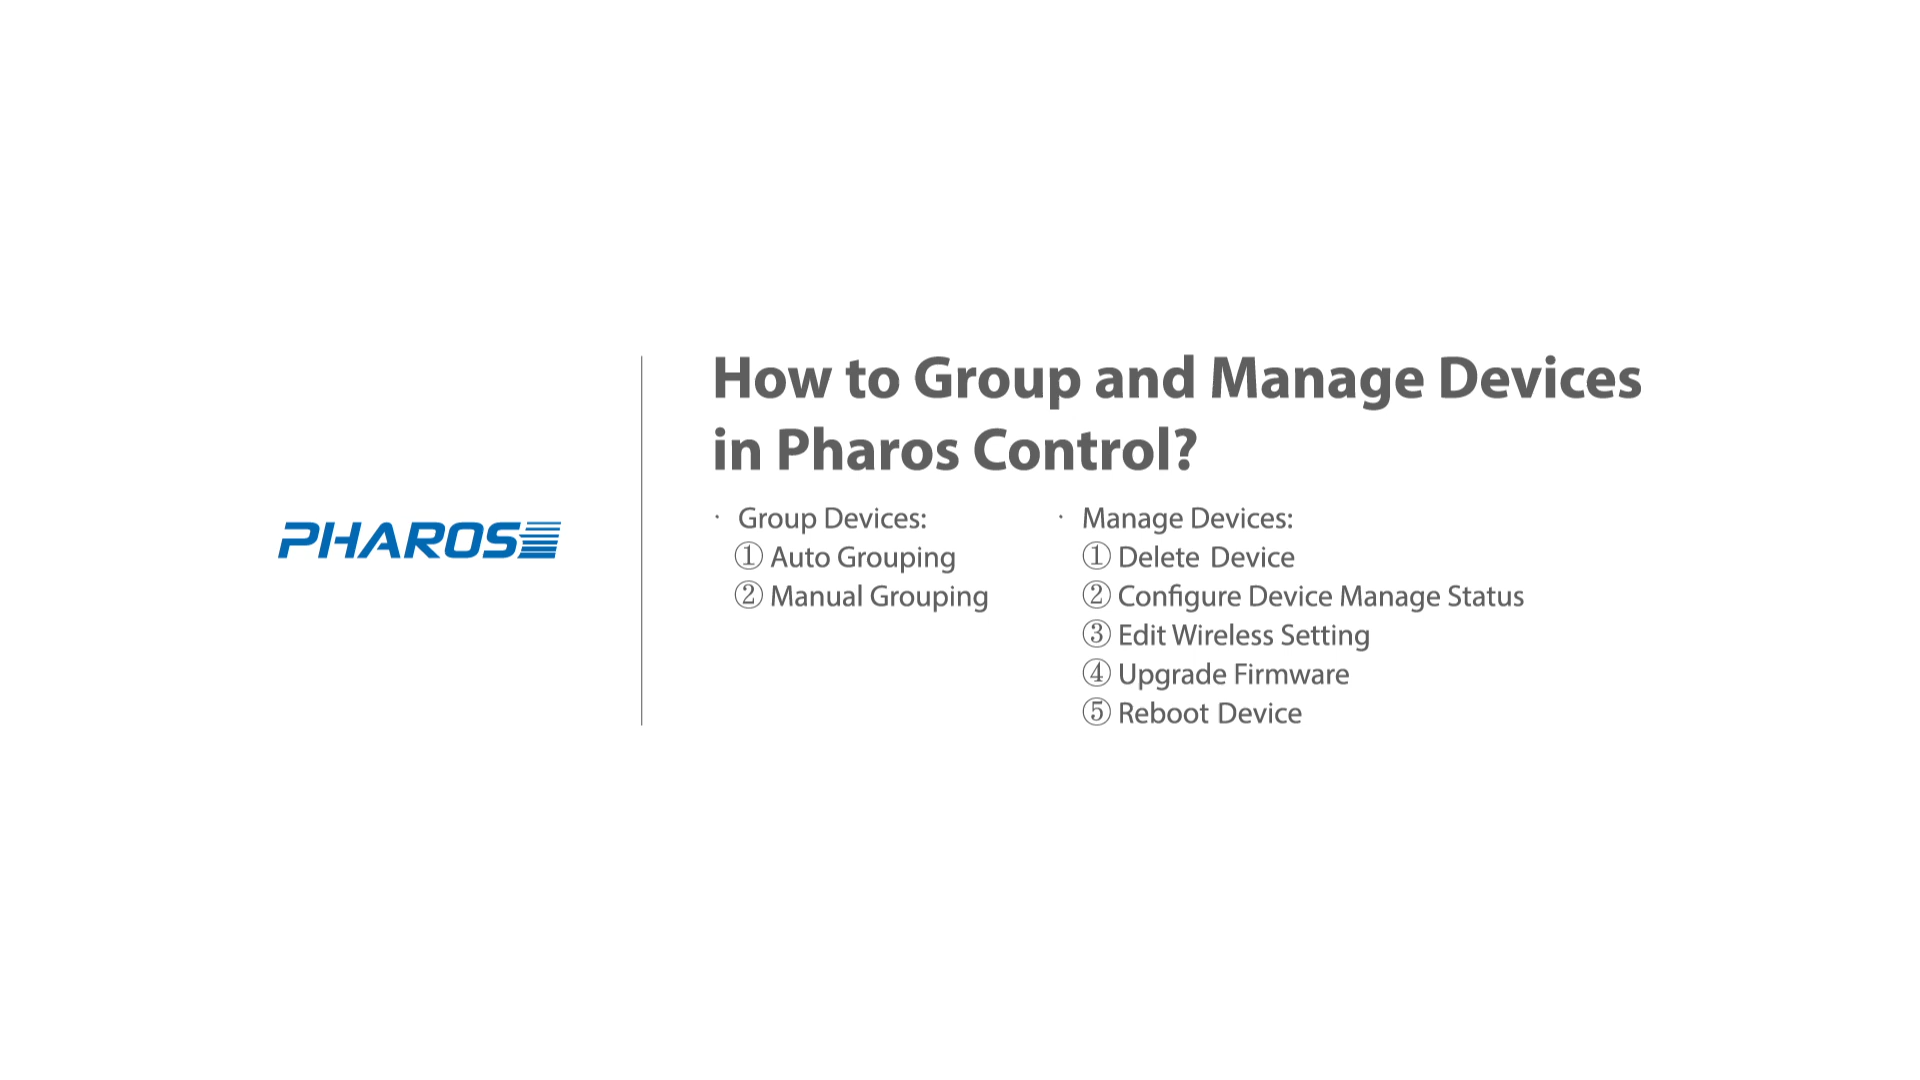 PHAROS
How to Group and Manage Devices
in Pharos Control?
· Group Devices:
① Auto Grouping
② Manual Grouping
· Manage Devices:
① Delete Device
② Configure Device Manage Status
③ Edit Wireless Setting
④ Upgrade Firmware
⑤ Reboot Device